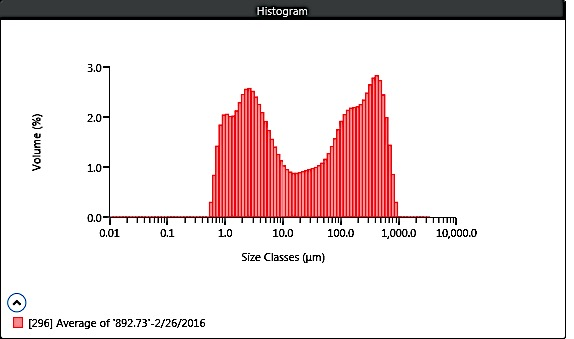 Histogram
3.0
2.0
1.0
0.0
Volume (%)
0.01 0.1 1.0 10.0 100.0 1,000.0 10,000.0
Size Classes (µm)
[296] Average of '892.73'-2/26/2016